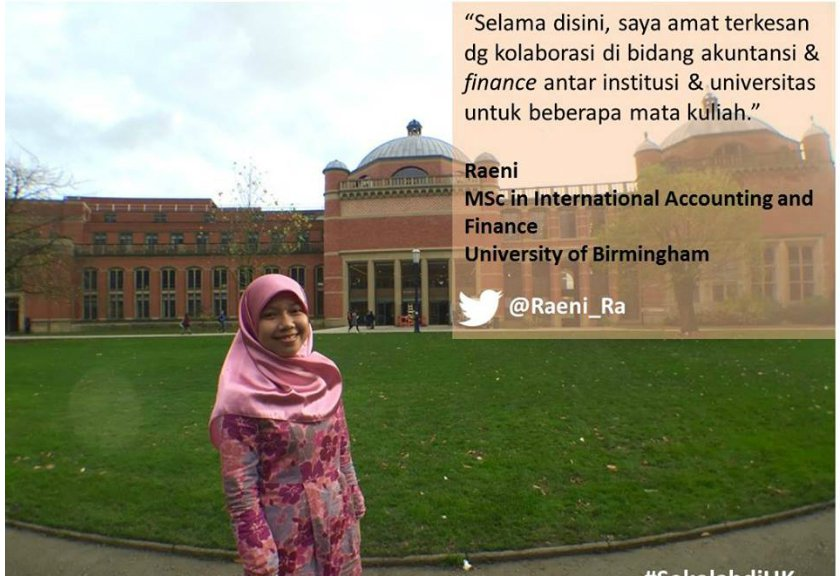 “Selama disini, saya amat terkesan
dg kolaborasi di bidang akuntansi &
finance antar institusi & universitas
untuk beberapa mata kuliah.”
Raeni
MSc in International Accounting and
Finance
University of Birmingham
@Raeni_Ra
#SekolahdiUK